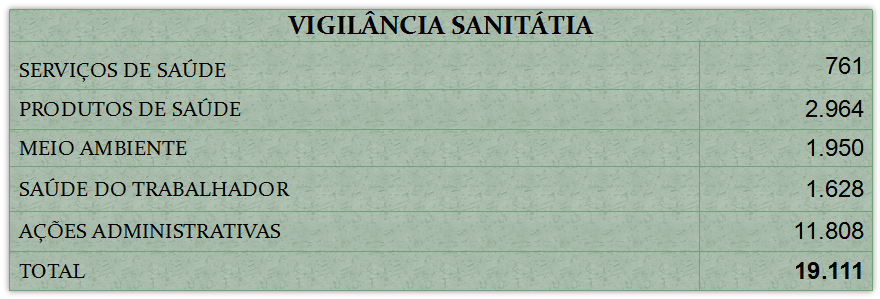 VIGILÂNCIA SANITÁTIA
SERVIÇOS DE SAÚDE 761
PRODUTOS DE SAÚDE 2.964
MEIO AMBIENTE 1.950
SAÚDE DO TRABALHADOR 1.628
AÇÕES ADMINISTRATIVAS 11.808
TOTAL 19.111